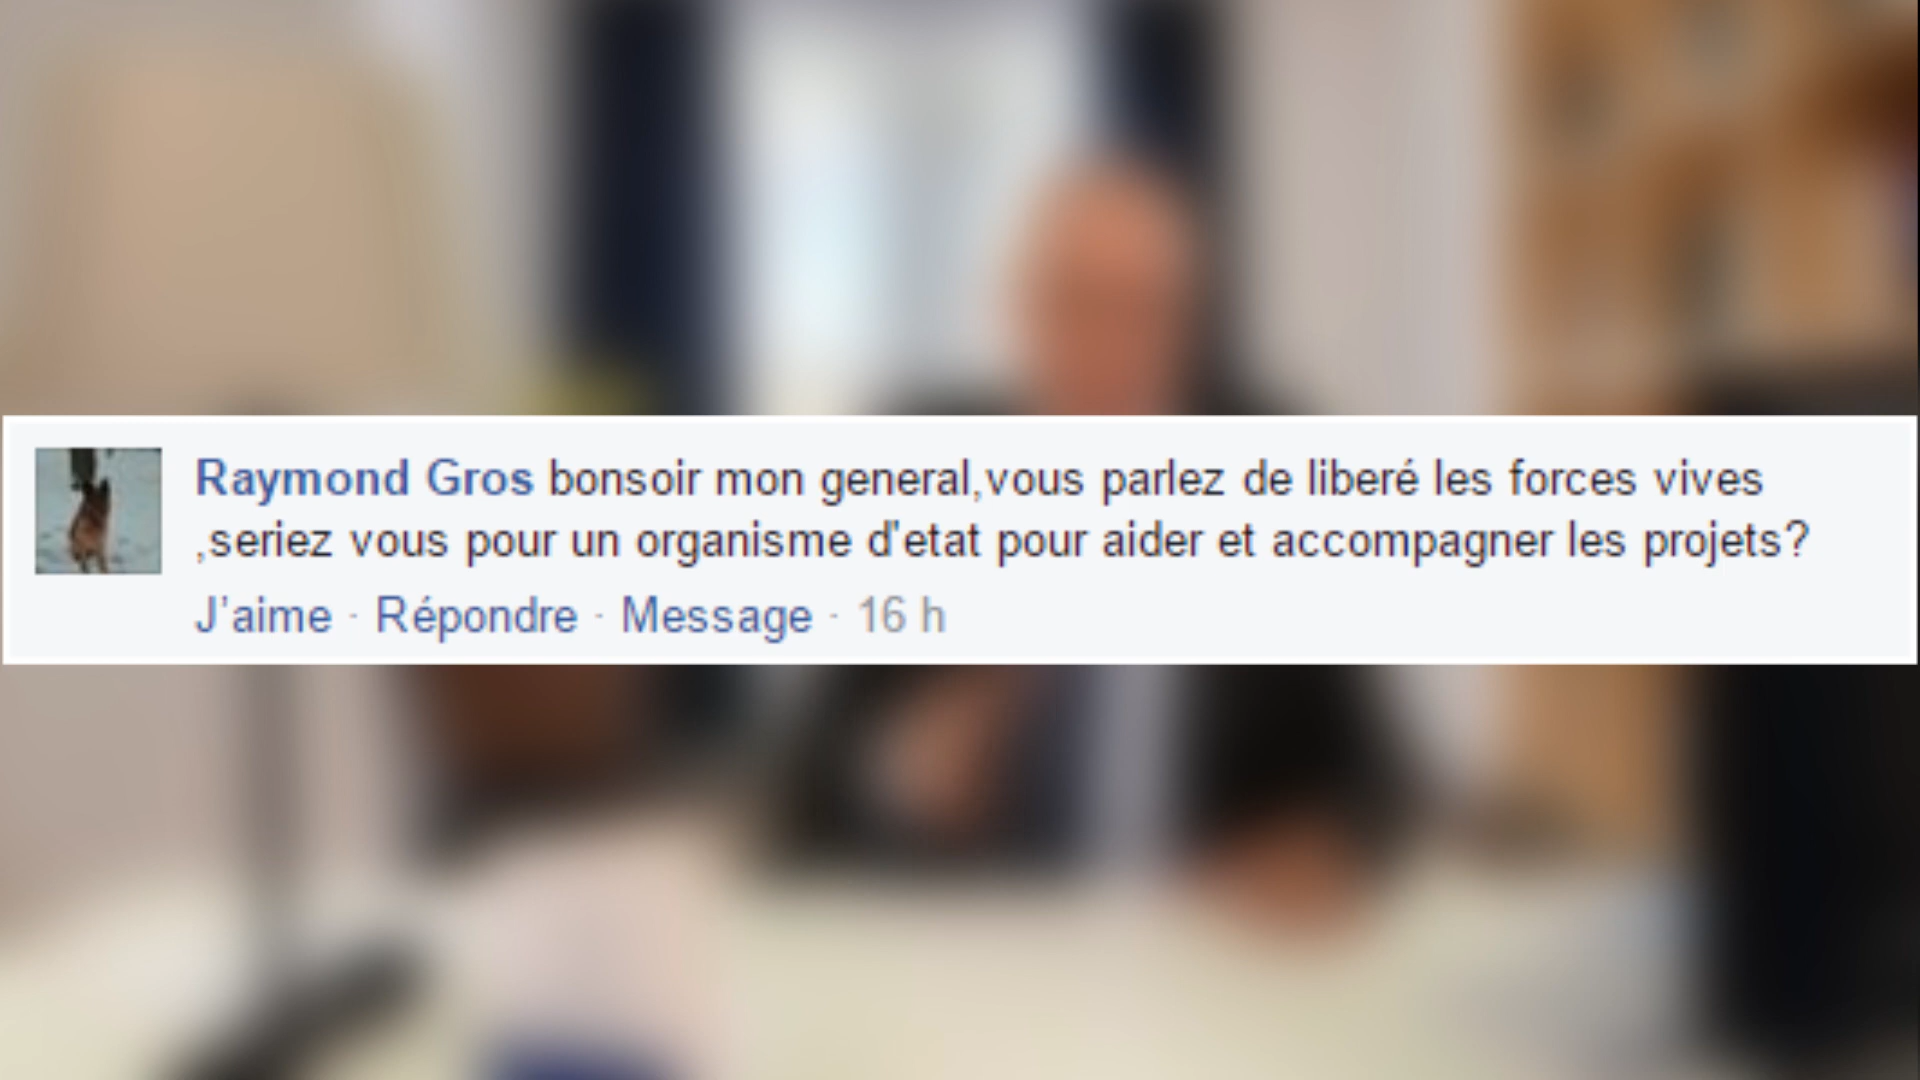 Raymond Gros bonsoir mon general,vous parlez de liberé les forces vives
,seriez vous pour un organisme d'etat pour aider et accompagner les projets?
J'aime · Répondre · Message · 16 h